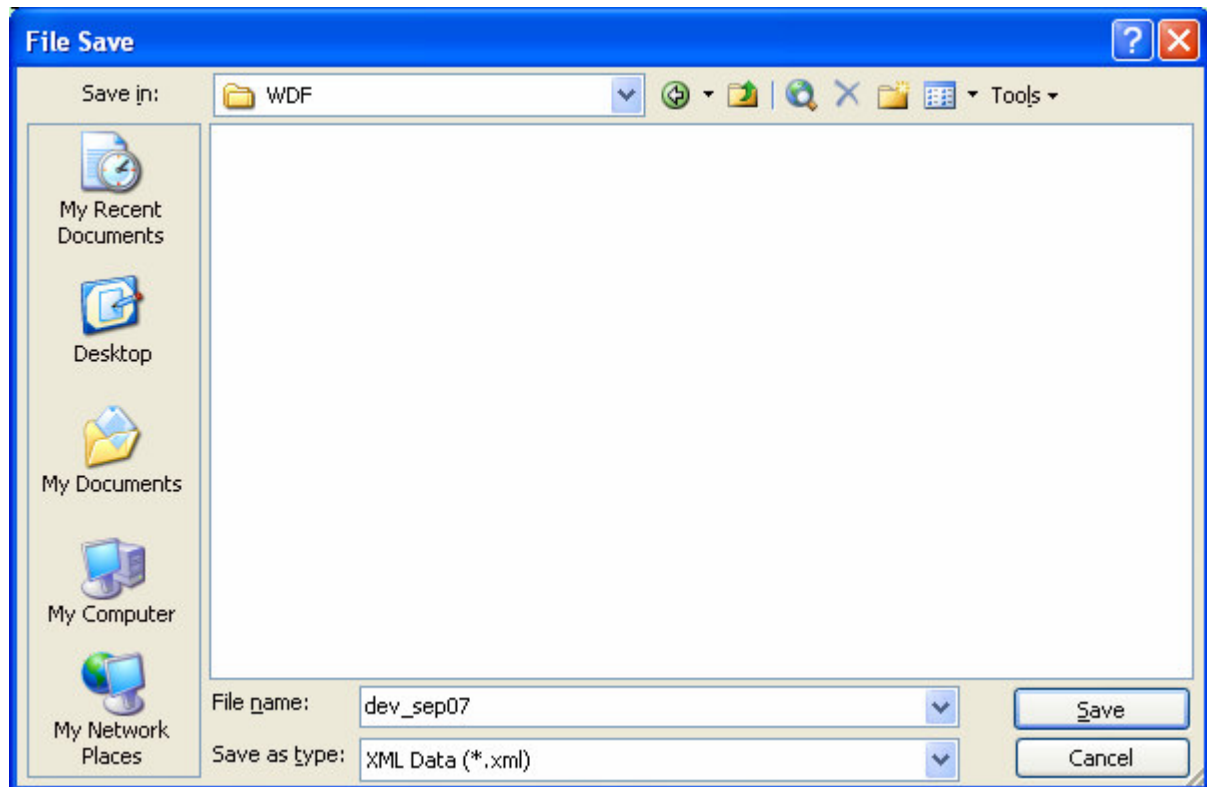 File Save
Save in:
WDF
Tools
My Recent
Documents
Desktop
My Documents
My Computer
My Network
Places
File name:
dev_sep07
Save
Save as type:
XML Data (*.xml)
Cancel